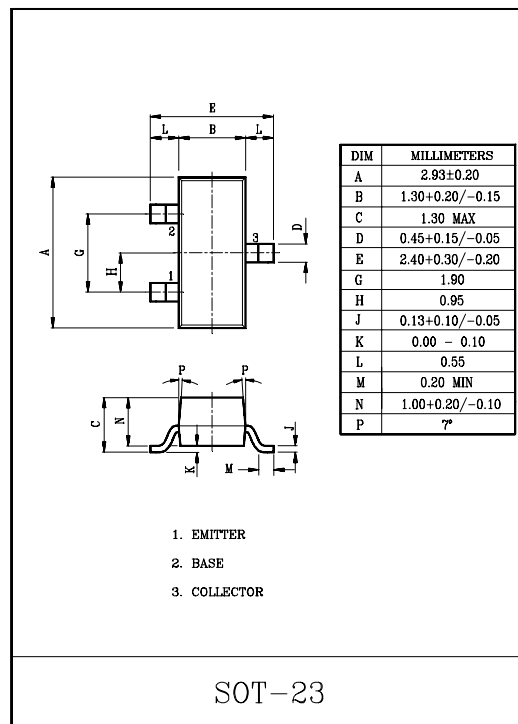 E
L B L
A
G
H
2
1
3
D
DIM MILLIMETERS
A 2.93±0.20
B 1.30+0.20/−0.15
C 1.30 MAX
D 0.45+0.15/−0.05
E 2.40+0.30/−0.20
G 1.90
H 0.95
J 0.13+0.10/−0.05
K 0.00 − 0.10
L 0.55
M 0.20 MIN
N 1.00+0.20/−0.10
P 7°
P P
C
N
K
M
J
1. EMITTER
2. BASE
3. COLLECTOR
SOT−23